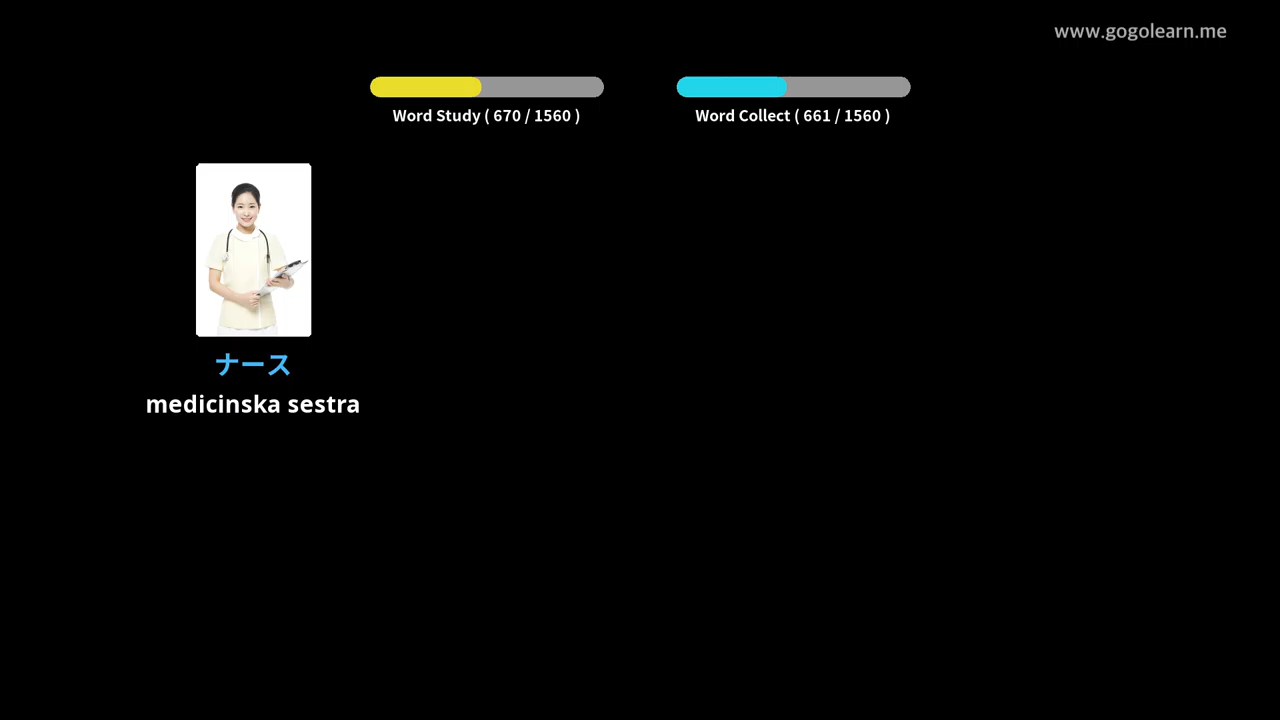 www.gogolearn.me
Word Study ( 670 / 1560 )
Word Collect ( 661 / 1560 )
ナース
medicinska sestra